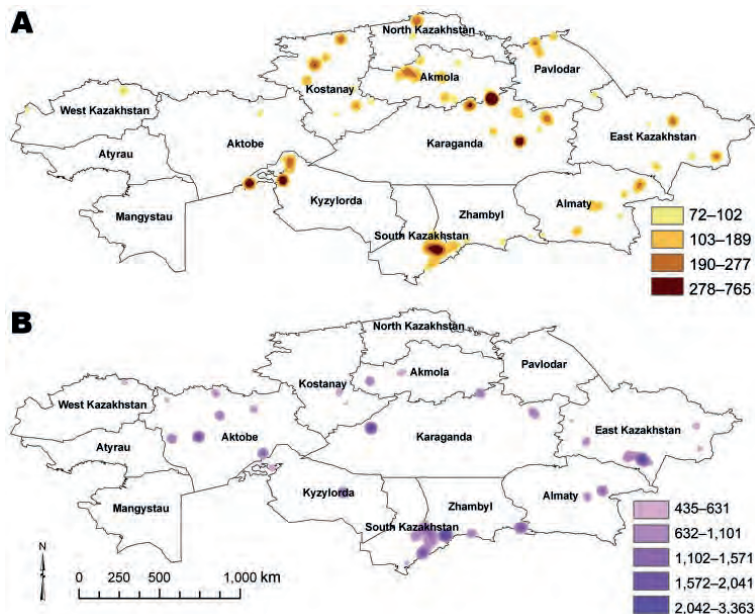 A
North Kazakhstan
Pavlodar
Akmola
Kostanay
West Kazakhstan
Aktobe
Karaganda
East Kazakhstan
Atyrau
Mangystau
Kyzylorda
Zhambyl
Almaty
South Kazakhstan
72–102
103–189
190–277
278–765
B
North Kazakhstan
Pavlodar
Akmola
Kostanay
West Kazakhstan
Aktobe
Karaganda
East Kazakhstan
Atyrau
Mangystau
Kyzylorda
Zhambyl
Almaty
South Kazakhstan
435–631
632–1,101
1,102–1,571
1,572–2,041
2,042–3,363
N
0 250 500 1,000 km